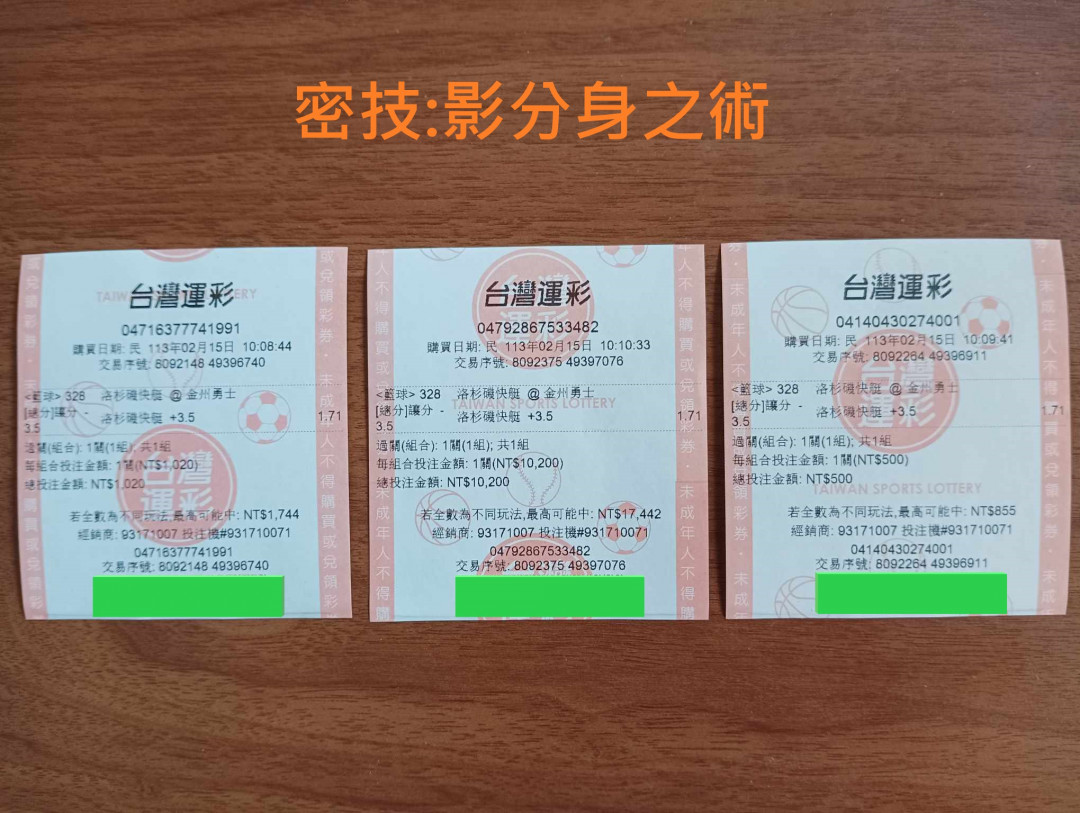 密技:影分身之術
台灣運彩
04716377741991
購買日期: 民 113年02月15日 10:08:44
交易序號: 8092148 49396740
<籃球> 328 洛杉磯快艇 @ 金州勇士
[總分]讓分 -
3.5
洛杉磯快艇 +3.5
1.71
過關(組合): 1關(1組); 共1組
每組合投注金額: 1關(NT$1,020)
總投注金額: NT$1,020
若全數為不同玩法,最高可能中: NT$1,744
經銷商: 93171007 投注機#931710071
04716377741991
交易序號: 8092148 49396740
台灣運彩
04792867533482
購買日期: 民 113年02月15日 10:10:33
交易序號: 8092375 49397076
<籃球> 328 洛杉磯快艇 @ 金州勇士
[總分]讓分 -
3.5
洛杉磯快艇 +3.5
TAIWAN SPORTS LOTTERY
1.71
過關(組合): 1關(1組); 共1組
每組合投注金額: 1關(NT$10,200)
總投注金額: NT$10,200
若全數為不同玩法,最高可能中: NT$17,442
經銷商: 93171007 投注機#931710071
04792867533482
交易序號: 8092375 49397076
台灣運彩
04140430274001
購買日期: 民 113年02月15日 10:09:41
交易序號: 8092264 49396911
<籃球> 328 洛杉磯快艇 @ 金州勇士
[總分]讓分 -
3.5
洛杉磯快艇 +3.5
1.71
過關(組合): 1關(1組); 共1組
每組合投注金額: 1關(NT$500)
總投注金額: NT$500
TAIWAN SPORTS LOTTERY
若全數為不同玩法,最高可能中: NT$855
經銷商: 93171007 投注機#931710071
04140430274001
交易序號: 8092264 49396911